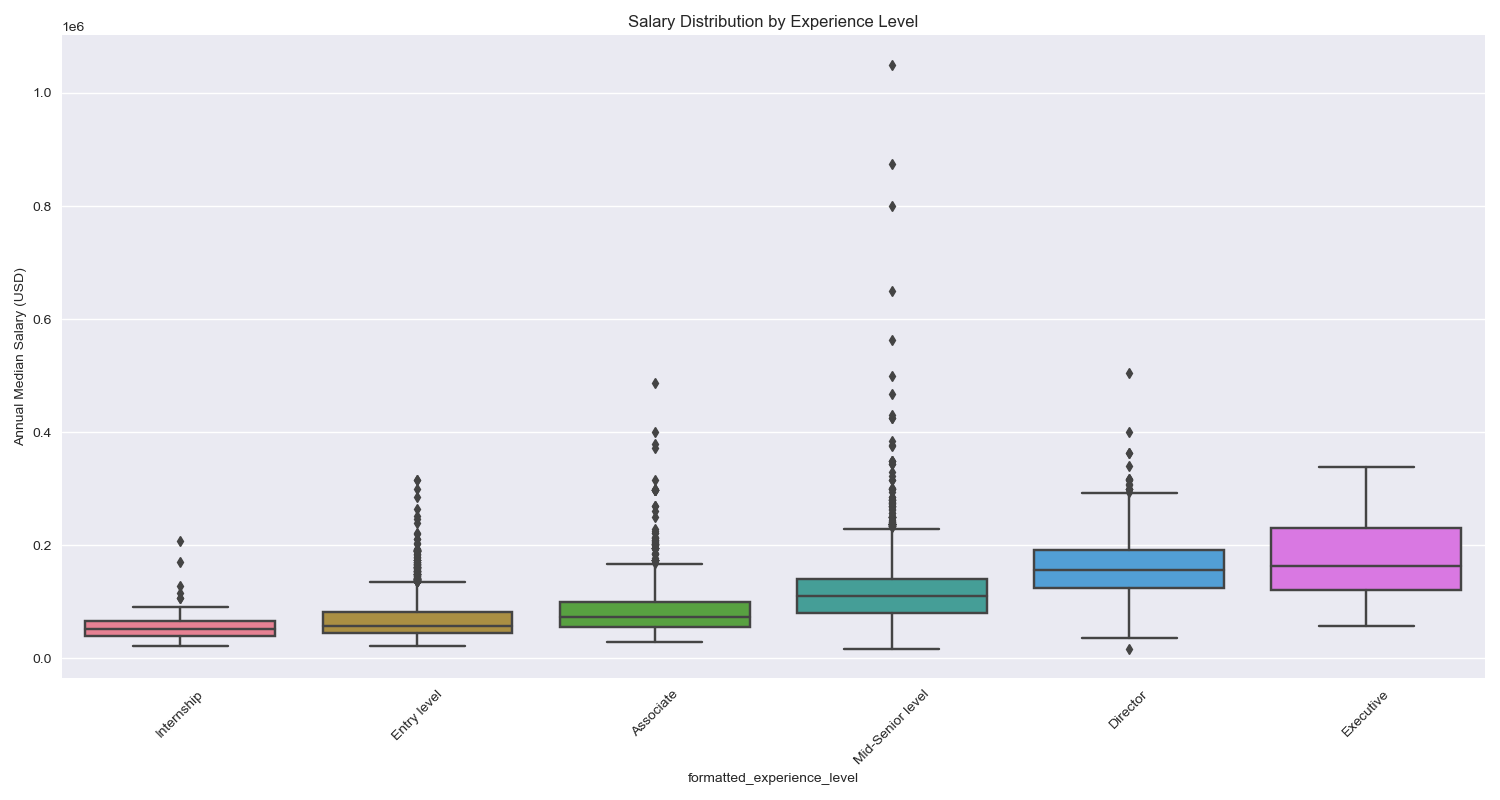 Salary Distribution by Experience Level
1e6
Annual Median Salary (USD)
1.0
0.8
0.6
0.4
0.2
0.0
Internship
Entry level
Associate
Mid-Senior level
Director
Executive
formatted_experience_level